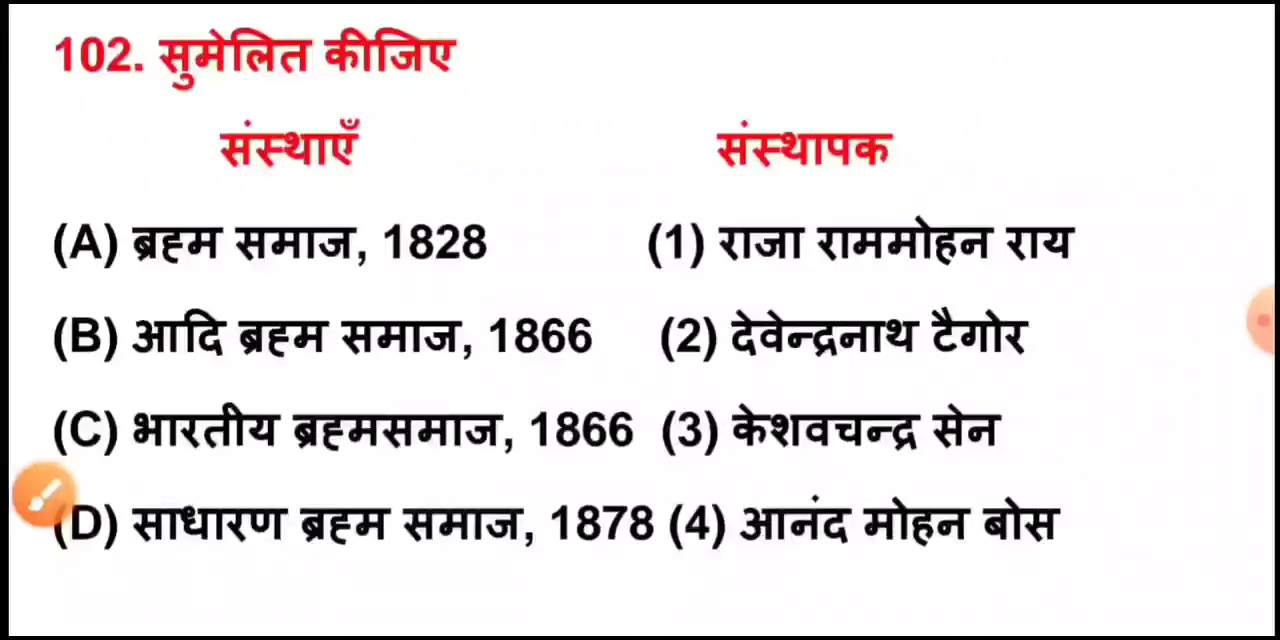 102. सुमेलित कीजिए
संस्थाएँ संस्थापक
(A) ब्रह्म समाज, 1828 (1) राजा राममोहन राय
(B) आदि ब्रह्म समाज, 1866 (2) देवेन्द्रनाथ टैगोर
(C) भारतीय ब्रह्मसमाज, 1866 (3) केशवचन्द्र सेन
(D) साधारण ब्रह्म समाज, 1878 (4) आनंद मोहन बोस